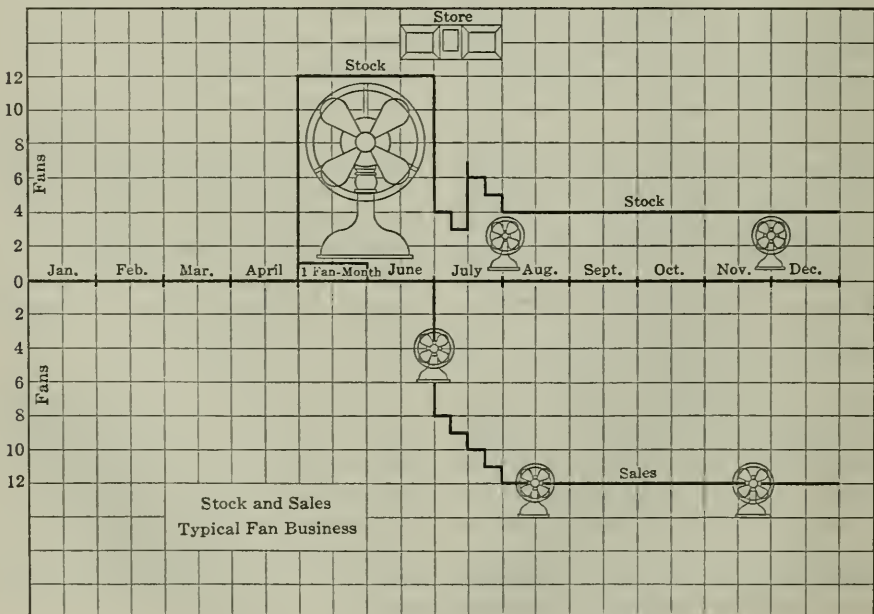 Store
Stock
12
10
8
6
4
2
0
Fans
Stock
Jan. Feb. Mar. April 1 Fan-Month June July Aug. Sept. Oct. Nov. Dec.
2
4
6
8
10
12
Fans
Sales
Stock and Sales
Typical Fan Business